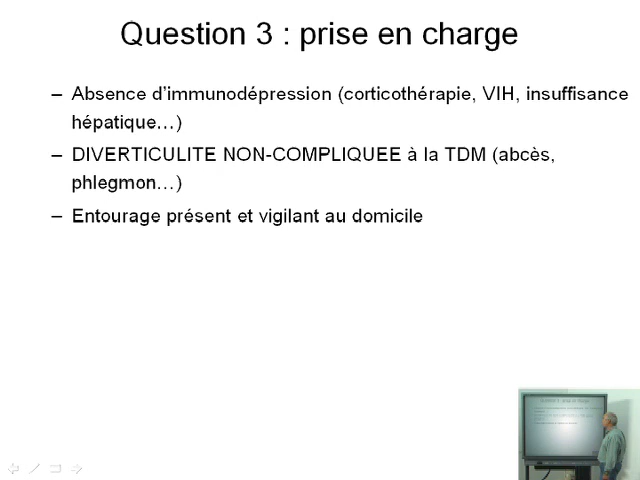 Question 3 : prise en charge
– Absence d'immunodépression (corticothérapie, VIH, insuffisance
hépatique…)
– DIVERTICULITE NON-COMPLIQUEE à la TDM (abcès,
phlegmon…)
– Entourage présent et vigilant au domicile